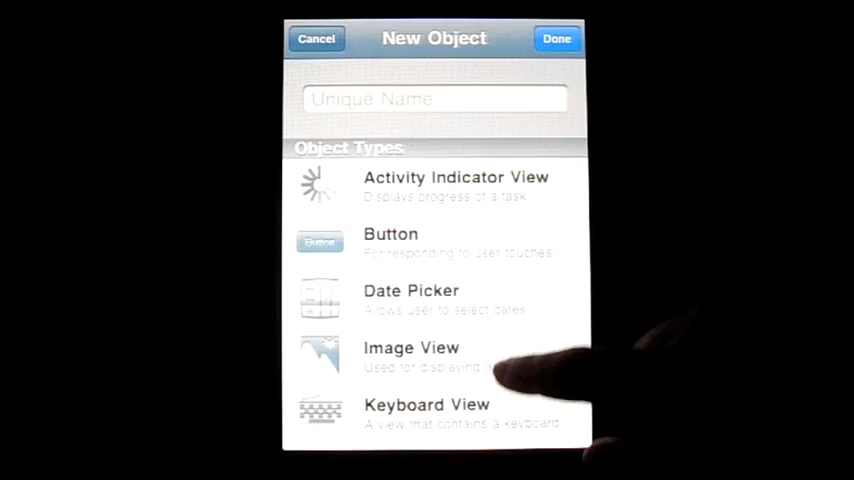 Cancel New Object Done
Unique Name
Object Types
Activity Indicator View
Displays progress of a task
Button
Button
For responding to user touches
Date Picker
Allows user to select dates
Image View
Used for displaying
Keyboard View
A view that contains a keyboard